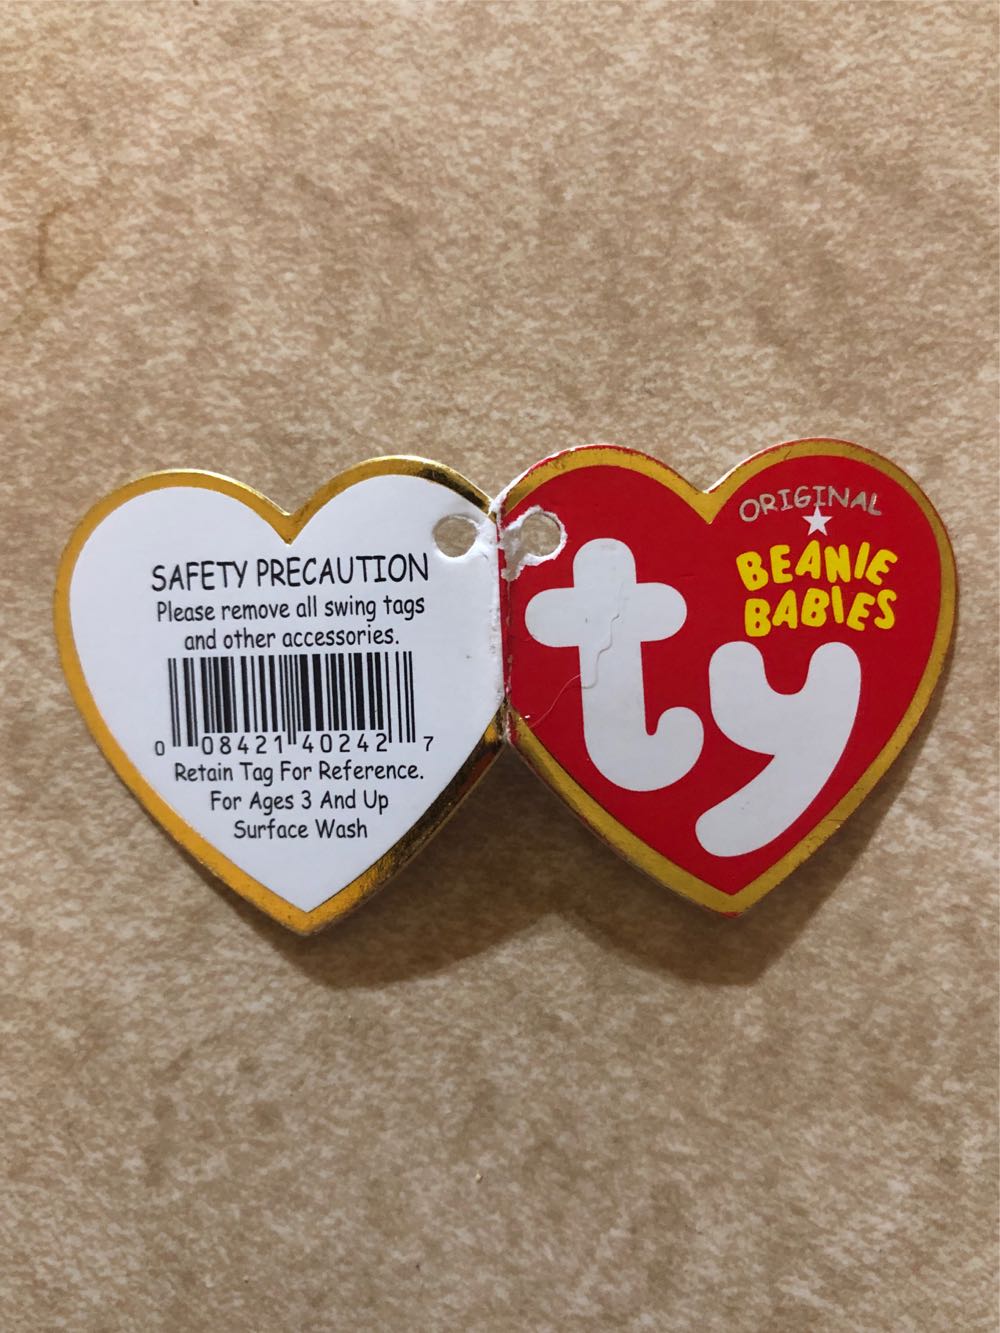 SAFETY PRECAUTION
Please remove all swing tags
and other accessories.
0 08421 40242 7
Retain Tag For Reference.
For Ages 3 And Up
Surface Wash
ORIGINAL
BEANIE
BABIES
ty